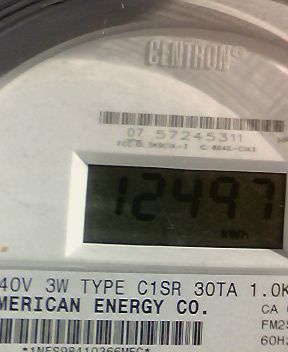 CENTRON®
07 57245311
12497
kWh
40V 3W TYPE C1SR 30TA 1.0K
MERICAN ENERGY CO.
CA
FM2S
60HZ